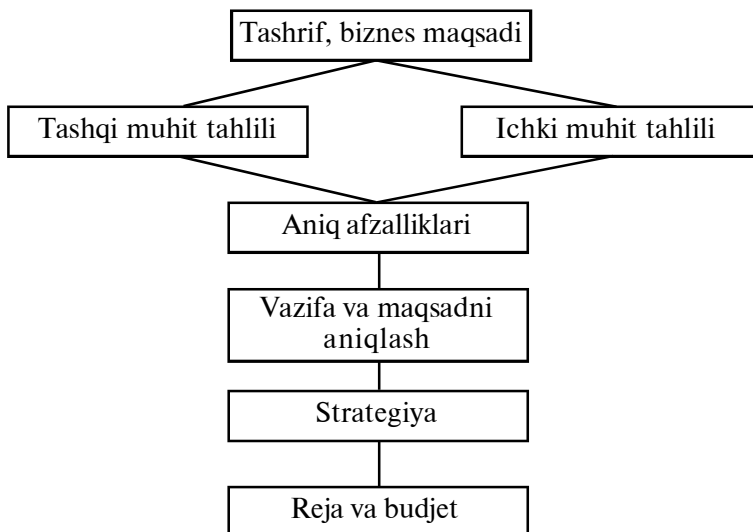 Tashrif, biznes maqsadi
Tashqi muhit tahlili
Ichki muhit tahlili
Aniq afzalliklari
Vazifa va maqsadni
aniqlash
Strategiya
Reja va budjet